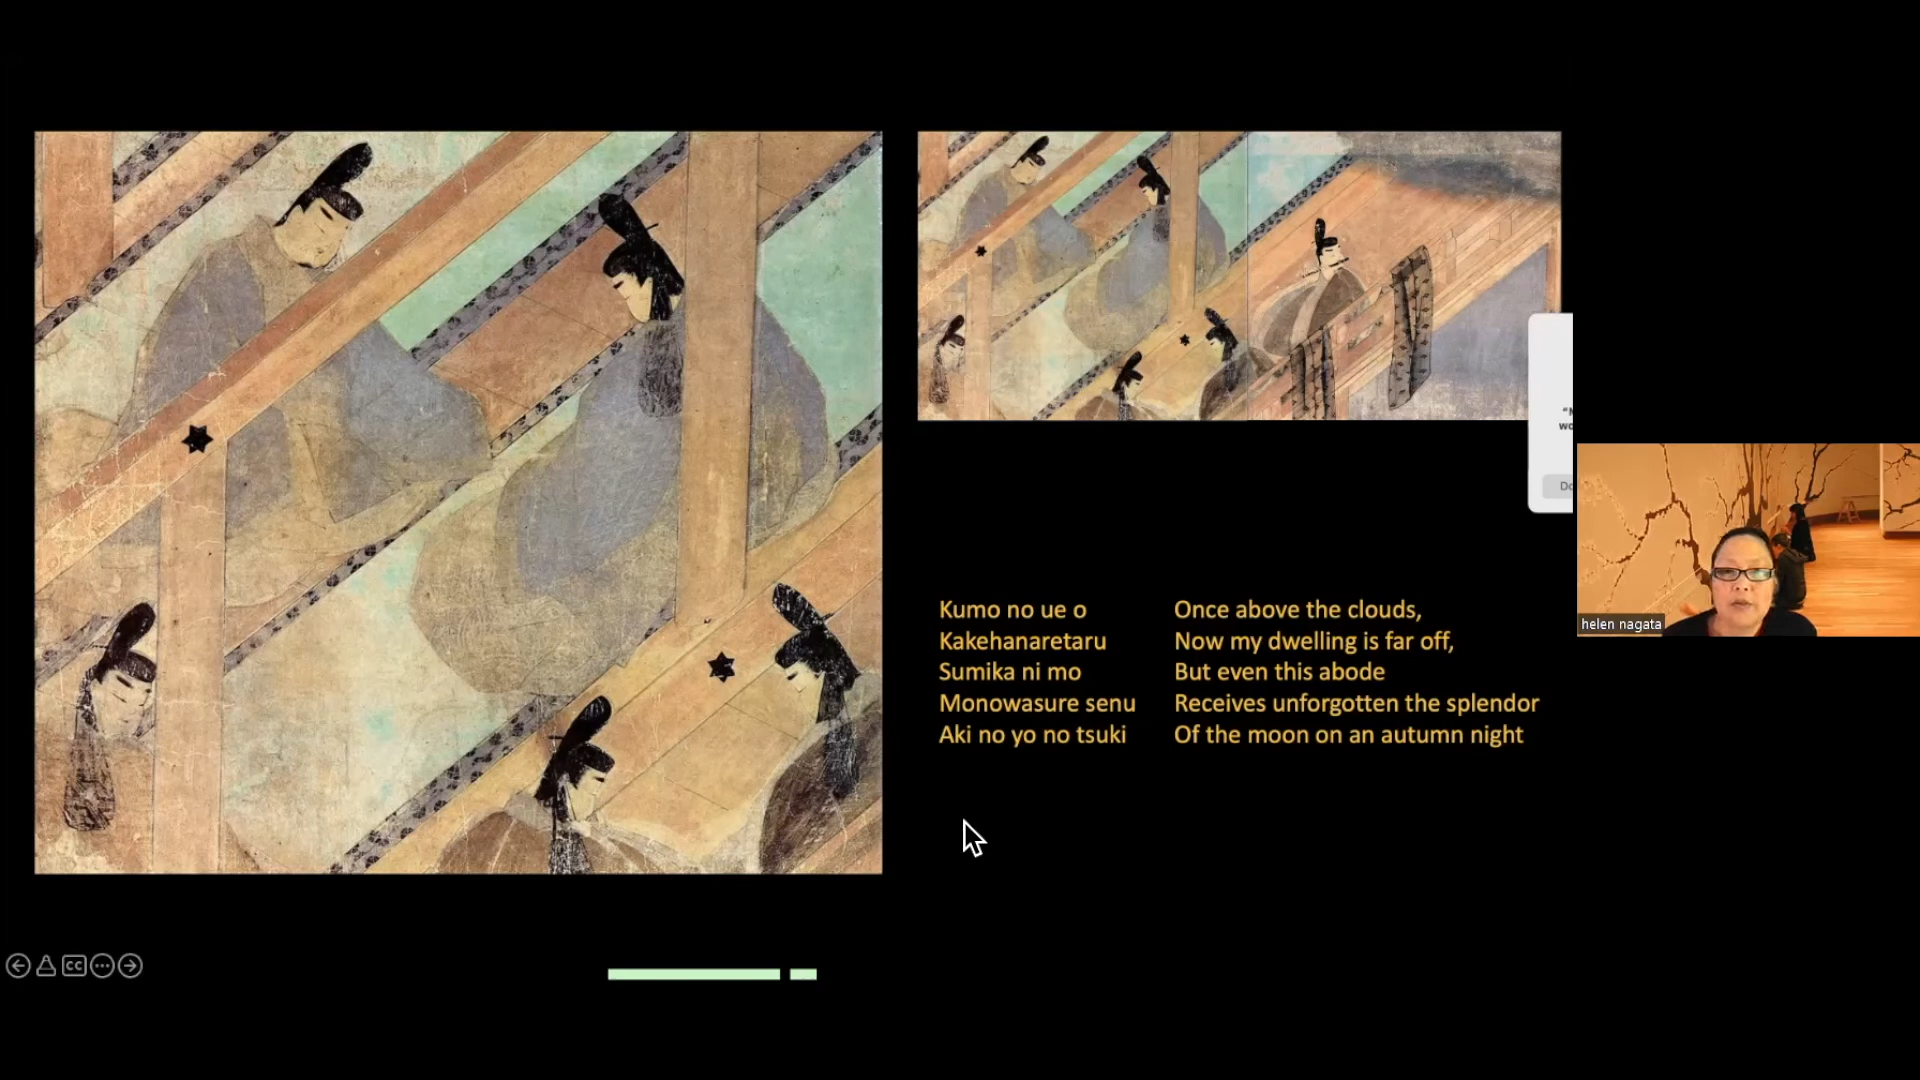 Kumo no ue o
Kakehanaretaru
Sumika ni mo
Monowasure senu
Aki no yo no tsuki
Once above the clouds,
Now my dwelling is far off,
But even this abode
Receives unforgotten the splendor
Of the moon on an autumn night
helen nagata
CC